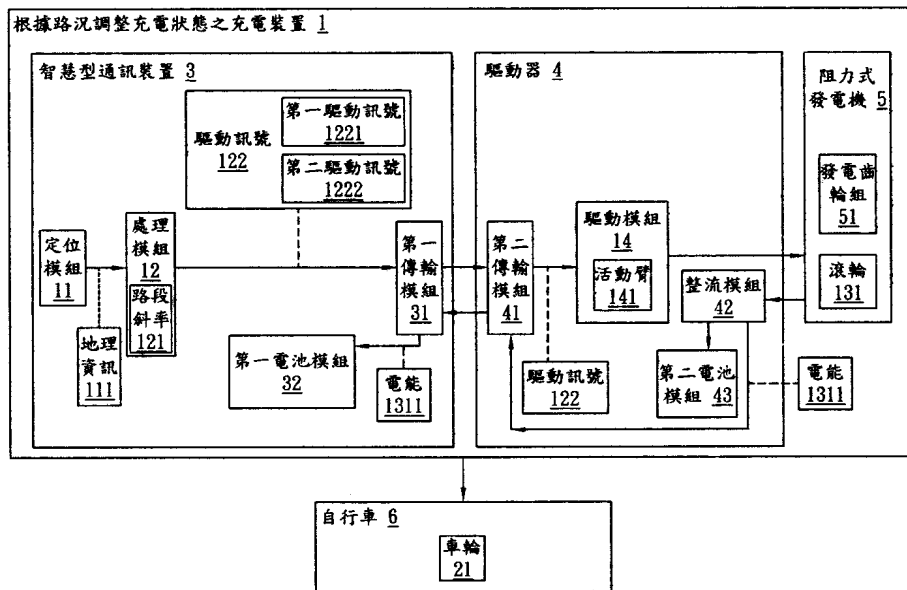 根據路況調整充電狀態之充電裝置 1
智慧型通訊裝置 3
驅動訊號
122
第一驅動訊號
1221
第二驅動訊號
1222
定位
模組
11
處理
模組
12
路段
斜率
121
地理
資訊
111
第一
傳輸
模組
31
第一電池模組
32
電能
1311
驅動器 4
第二
傳輸
模組
41
驅動模組
14
活動臂
141
驅動訊號
122
整流模組
42
第二電池
模組 43
電能
1311
阻力式
發電機 5
發電齒
輪組
51
滾輪
131
自行車 6
車輪
21